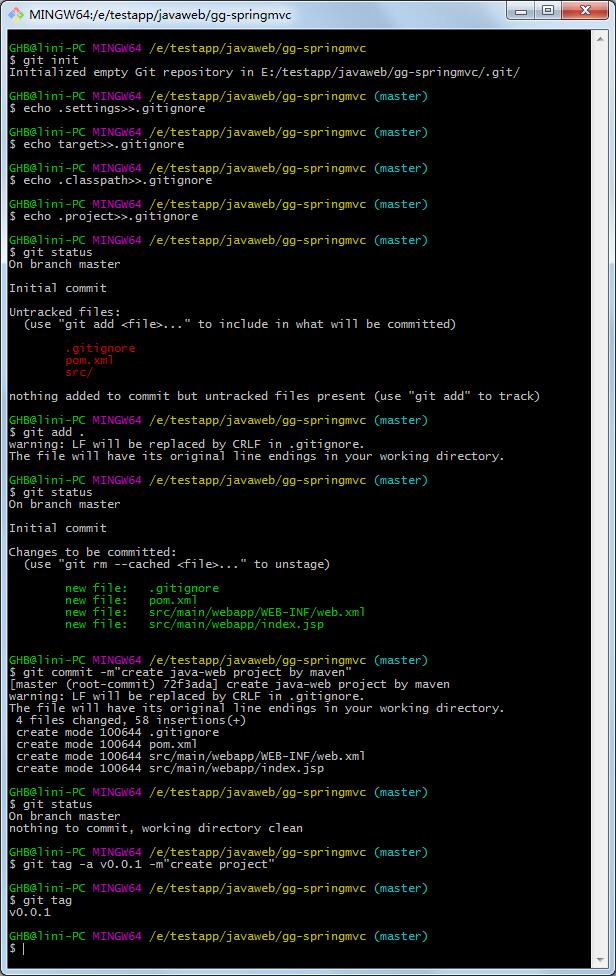 MINGW64:/e/testapp/javaweb/gg-springmvc
GHB@lini-PC MINGW64 /e/testapp/javaweb/gg-springmvc
$ git init
Initialized empty Git repository in E:/testapp/javaweb/gg-springmvc/.git/
GHB@lini-PC MINGW64 /e/testapp/javaweb/gg-springmvc (master)
$ echo .settings>>.gitignore
GHB@lini-PC MINGW64 /e/testapp/javaweb/gg-springmvc (master)
$ echo target>>.gitignore
GHB@lini-PC MINGW64 /e/testapp/javaweb/gg-springmvc (master)
$ echo .classpath>>.gitignore
GHB@lini-PC MINGW64 /e/testapp/javaweb/gg-springmvc (master)
$ echo .project>>.gitignore
GHB@lini-PC MINGW64 /e/testapp/javaweb/gg-springmvc (master)
$ git status
On branch master
Initial commit
Untracked files:
(use "git add <file>..." to include in what will be committed)
.gitignore
pom.xml
src/
nothing added to commit but untracked files present (use "git add" to track)
GHB@lini-PC MINGW64 /e/testapp/javaweb/gg-springmvc (master)
$ git add .
warning: LF will be replaced by CRLF in .gitignore.
The file will have its original line endings in your working directory.
GHB@lini-PC MINGW64 /e/testapp/javaweb/gg-springmvc (master)
$ git status
On branch master
Initial commit
Changes to be committed:
(use "git rm --cached <file>..." to unstage)
new file:   .gitignore
new file:   pom.xml
new file:   src/main/webapp/WEB-INF/web.xml
new file:   src/main/webapp/index.jsp
GHB@lini-PC MINGW64 /e/testapp/javaweb/gg-springmvc (master)
$ git commit -m"create java-web project by maven"
[master (root-commit) 72f3ada] create java-web project by maven
warning: LF will be replaced by CRLF in .gitignore.
The file will have its original line endings in your working directory.
4 files changed, 58 insertions(+)
create mode 100644 .gitignore
create mode 100644 pom.xml
create mode 100644 src/main/webapp/WEB-INF/web.xml
create mode 100644 src/main/webapp/index.jsp
GHB@lini-PC MINGW64 /e/testapp/javaweb/gg-springmvc (master)
$ git status
On branch master
nothing to commit, working directory clean
GHB@lini-PC MINGW64 /e/testapp/javaweb/gg-springmvc (master)
$ git tag -a v0.0.1 -m"create project"
GHB@lini-PC MINGW64 /e/testapp/javaweb/gg-springmvc (master)
$ git tag
v0.0.1
GHB@lini-PC MINGW64 /e/testapp/javaweb/gg-springmvc (master)
$